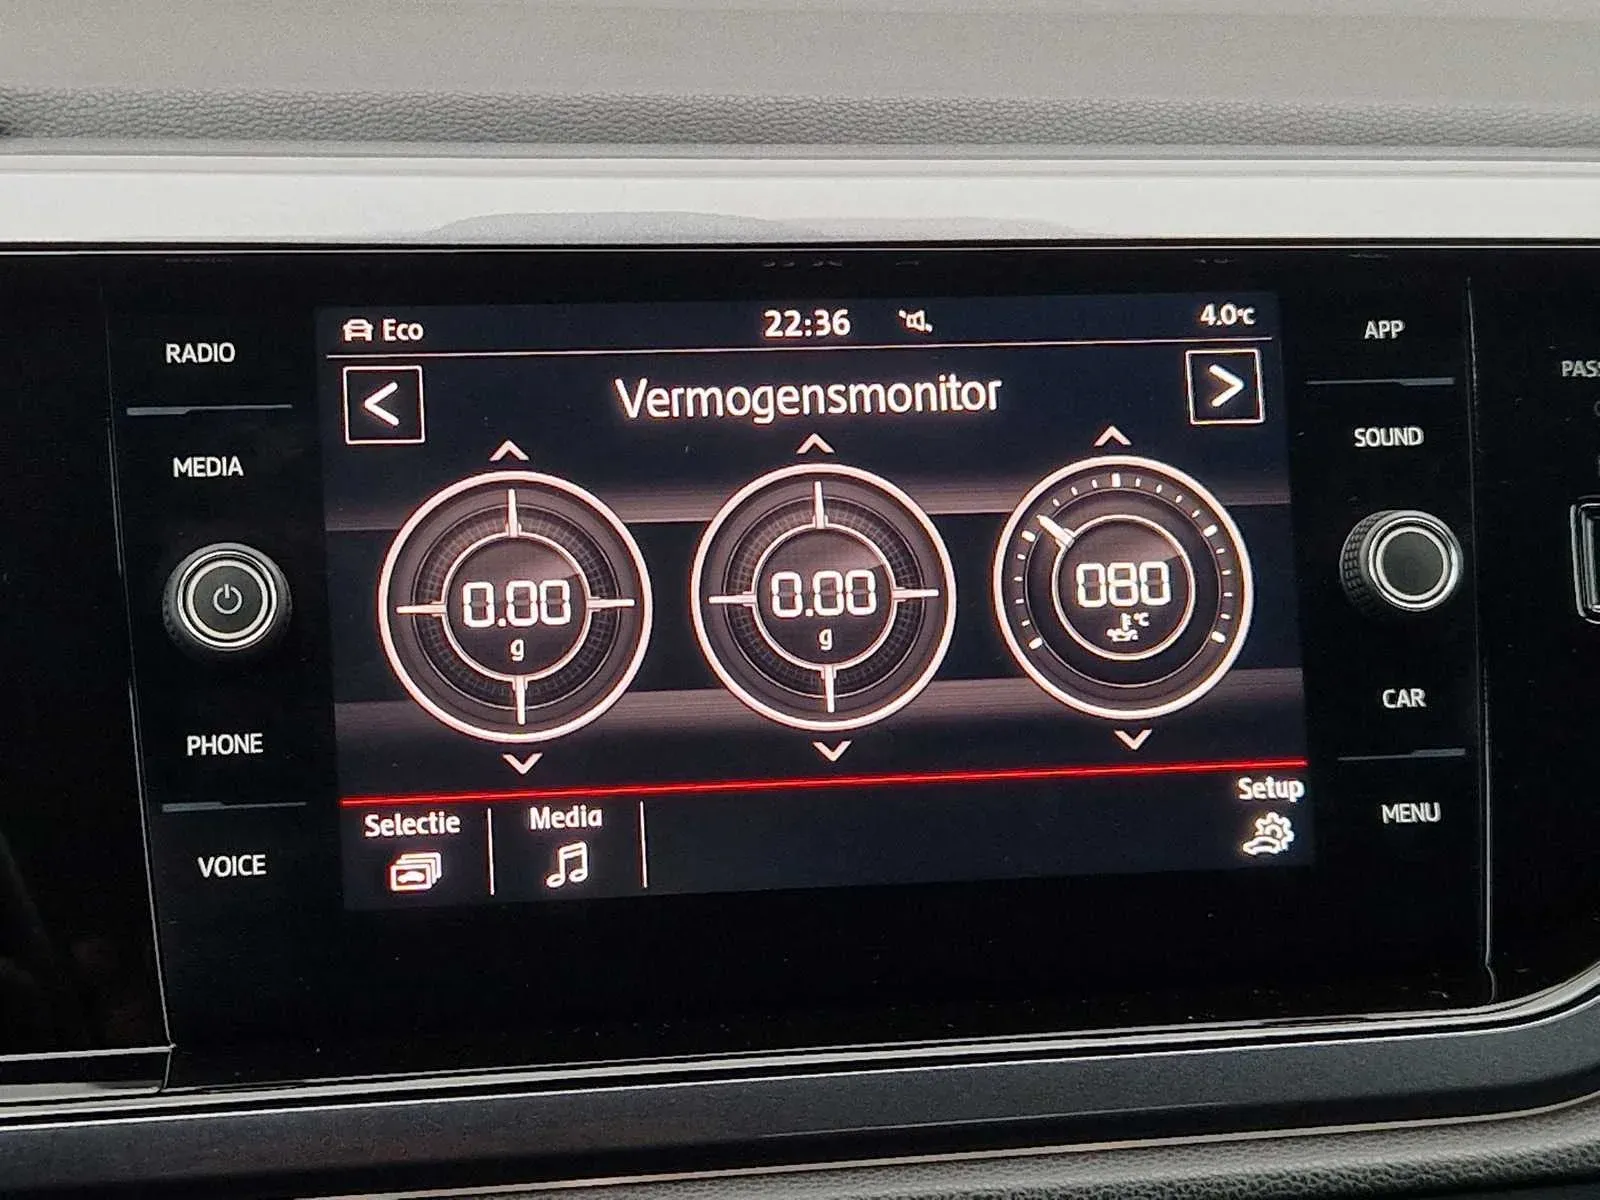 Eco 22:36 4.0°C
Vermogensmonitor
0.00 0.00 080
g g °C
Selectie Media Setup
RADIO
MEDIA
PHONE
VOICE
APP
SOUND
CAR
MENU